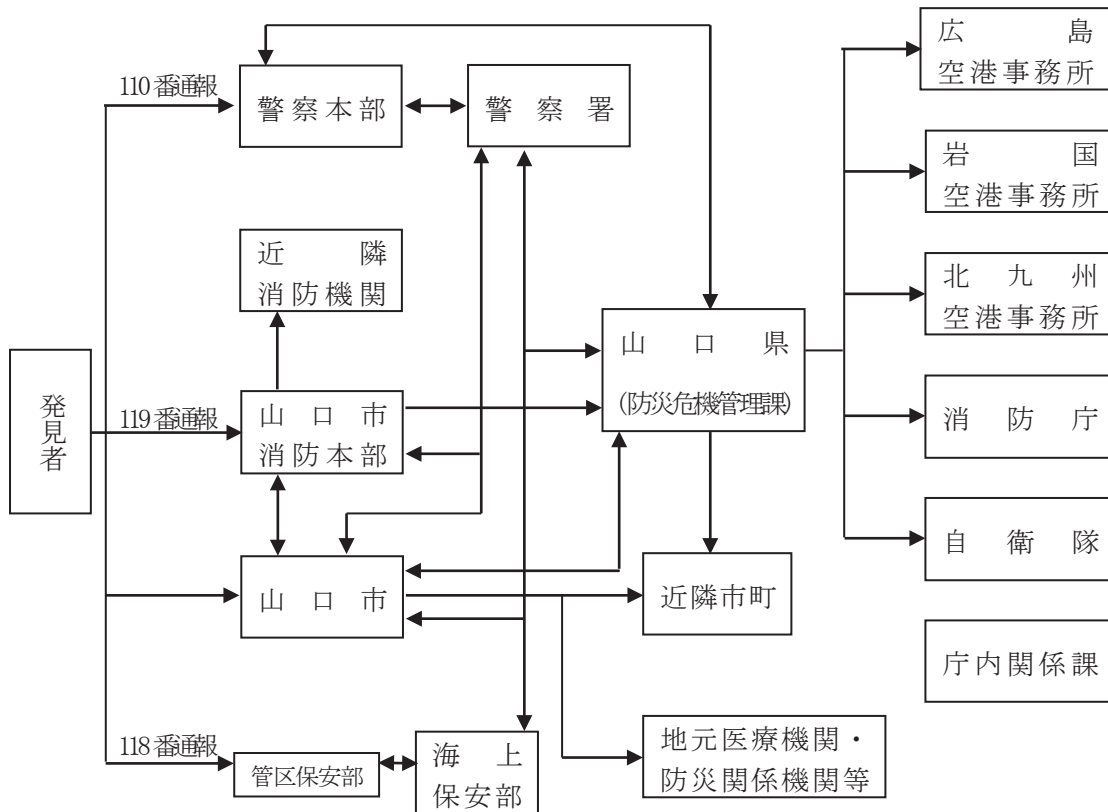 広島
空港事務所
110番通報
警察本部
警察署
岩国
空港事務所
近隣
消防機関
北九州
空港事務所
山口県
(防災危機管理課)
発見者
119番通報
山口市
消防本部
消防庁
自衛隊
山口市
近隣市町
庁内関係課
118番通報
管区保安部
海上
保安部
地元医療機関・
防災関係機関等